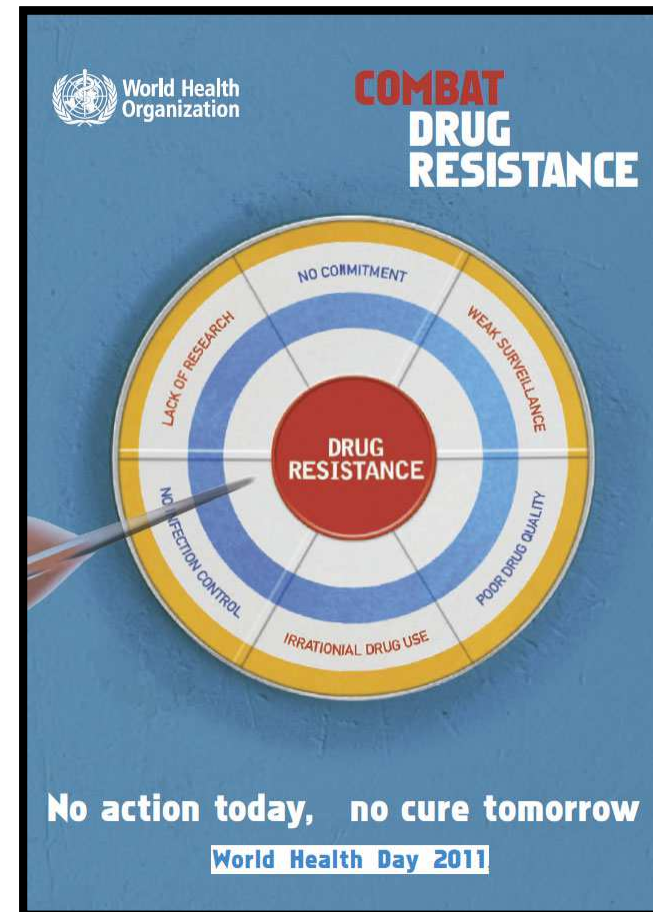 World Health
Organization
COMBAT
DRUG
RESISTANCE
NO COMMITMENT
WEAK SURVEILLANCE
POOR DRUG QUALITY
IRRATIONIAL DRUG USE
NO INFECTION CONTROL
LACK OF RESEARCH
DRUG
RESISTANCE
No action today, no cure tomorrow
World Health Day 2011